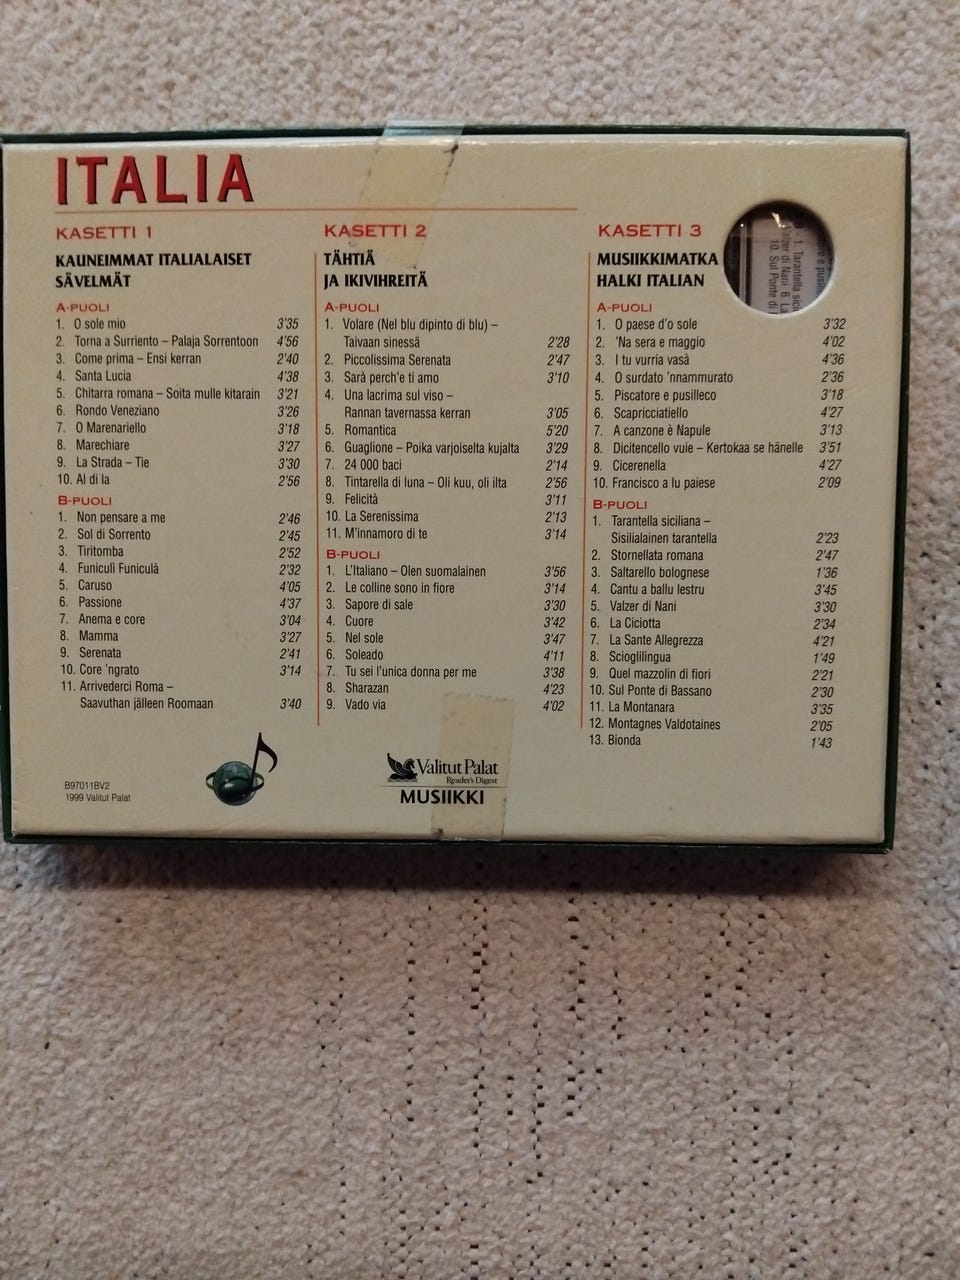 ITALIA
KASETTI 1
KAUNEIMMAT ITALIALAISET
SÄVELMÄT
A-PUOLI
1. O sole mio 3'35
2. Torna a Surriento – Palaja Sorrentoon 4'56
3. Come prima – Ensi kerran 2'40
4. Santa Lucia 4'38
5. Chitarra romana – Soita mulle kitarain 3'21
6. Rondo Veneziano 3'26
7. O Marenariello 3'18
8. Marechiare 3'27
9. La Strada – Tie 3'30
10. Al di la 2'56
B-PUOLI
1. Non pensare a me 2'46
2. Sol di Sorrento 2'45
3. Tiritomba 2'52
4. Funiculì Funiculà 2'32
5. Caruso 4'05
6. Passione 4'37
7. Anema e core 3'04
8. Mamma 3'27
9. Serenata 2'41
10. Core 'ngrato 3'14
11. Arrivederci Roma –
Saavuthan jälleen Roomaan 3'40
B97011BV2
1999 Valitut Palat
KASETTI 2
TÄHTIÄ
JA IKIVIHREITÄ
A-PUOLI
1. Volare (Nel blu dipinto di blu) –
Taivaan sinessä 2'28
2. Piccolissima Serenata 2'47
3. Sarà perch'e ti amo 3'10
4. Una lacrima sul viso –
Rannan tavernassa kerran 3'05
5. Romantica 5'20
6. Guaglione – Poika varjoiselta kujalta 3'29
7. 24 000 baci 2'14
8. Tintarella di luna – Oli kuu, oli ilta 2'56
9. Felicità 3'11
10. La Serenissima 2'13
11. M'innamoro di te 3'14
B-PUOLI
1. L'Italiano – Olen suomalainen 3'56
2. Le colline sono in fiore 3'14
3. Sapore di sale 3'30
4. Cuore 3'42
5. Nel sole 3'47
6. Soleado 4'11
7. Tu sei l'unica donna per me 3'38
8. Sharazan 4'23
9. Vado via 4'02
Valitut Palat
Reader's Digest
MUSIIKKI
KASETTI 3
MUSIIKKIMATKA
HALKI ITALIAN
A-PUOLI
1. O paese d'o sole 3'32
2. 'Na sera e maggio 4'02
3. I tu vurria vasà 4'36
4. O surdato 'nnammurato 2'36
5. Piscatore e pusilleco 3'18
6. Scapricciatiello 4'27
7. A canzone è Napule 3'13
8. Dicitencello vuie – Kertokaa se hänelle 3'51
9. Cicerenella 4'27
10. Francisco a lu paiese 2'09
B-PUOLI
1. Tarantella siciliana –
Sisilialainen tarantella 2'23
2. Stornellata romana 2'47
3. Saltarello bolognese 1'36
4. Cantu a ballu lestru 3'45
5. Valzer di Nani 3'30
6. La Ciciotta 2'34
7. La Sante Allegrezza 4'21
8. Scioglilingua 1'49
9. Quel mazzolin di fiori 2'21
10. Sul Ponte di Bassano 2'30
11. La Montanara 3'35
12. Montagnes Valdotaines 2'05
13. Bionda 1'43
1. Tarantella
di Nani 6. La
10. Sul Ponte di